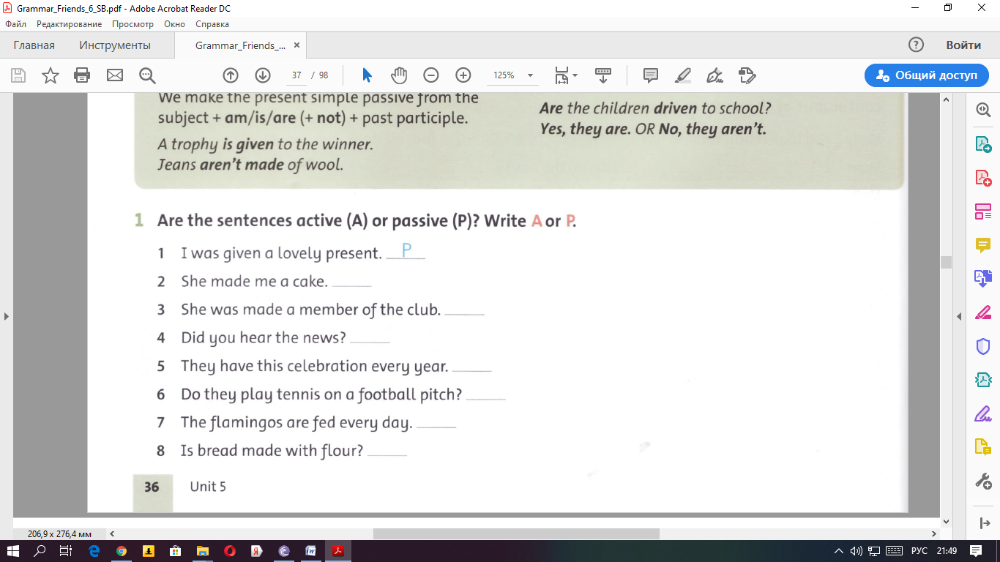 Grammar_Friends_6_SB.pdf - Adobe Acrobat Reader DC
Файл Редактирование Просмотр Окно Справка
Главная Инструменты Grammar_Friends_... × Войти
37 / 98 125% Общий доступ
We make the present simple passive from the
subject + am/is/are (+ not) + past participle.
A trophy is given to the winner.
Jeans aren't made of wool.
Are the children driven to school?
Yes, they are. OR No, they aren't.
1 Are the sentences active (A) or passive (P)? Write A or P.
1 I was given a lovely present. P
2 She made me a cake.
3 She was made a member of the club.
4 Did you hear the news?
5 They have this celebration every year.
6 Do they play tennis on a football pitch?
7 The flamingos are fed every day.
8 Is bread made with flour?
36 Unit 5
206,9 x 276,4 мм
РУС 21:49